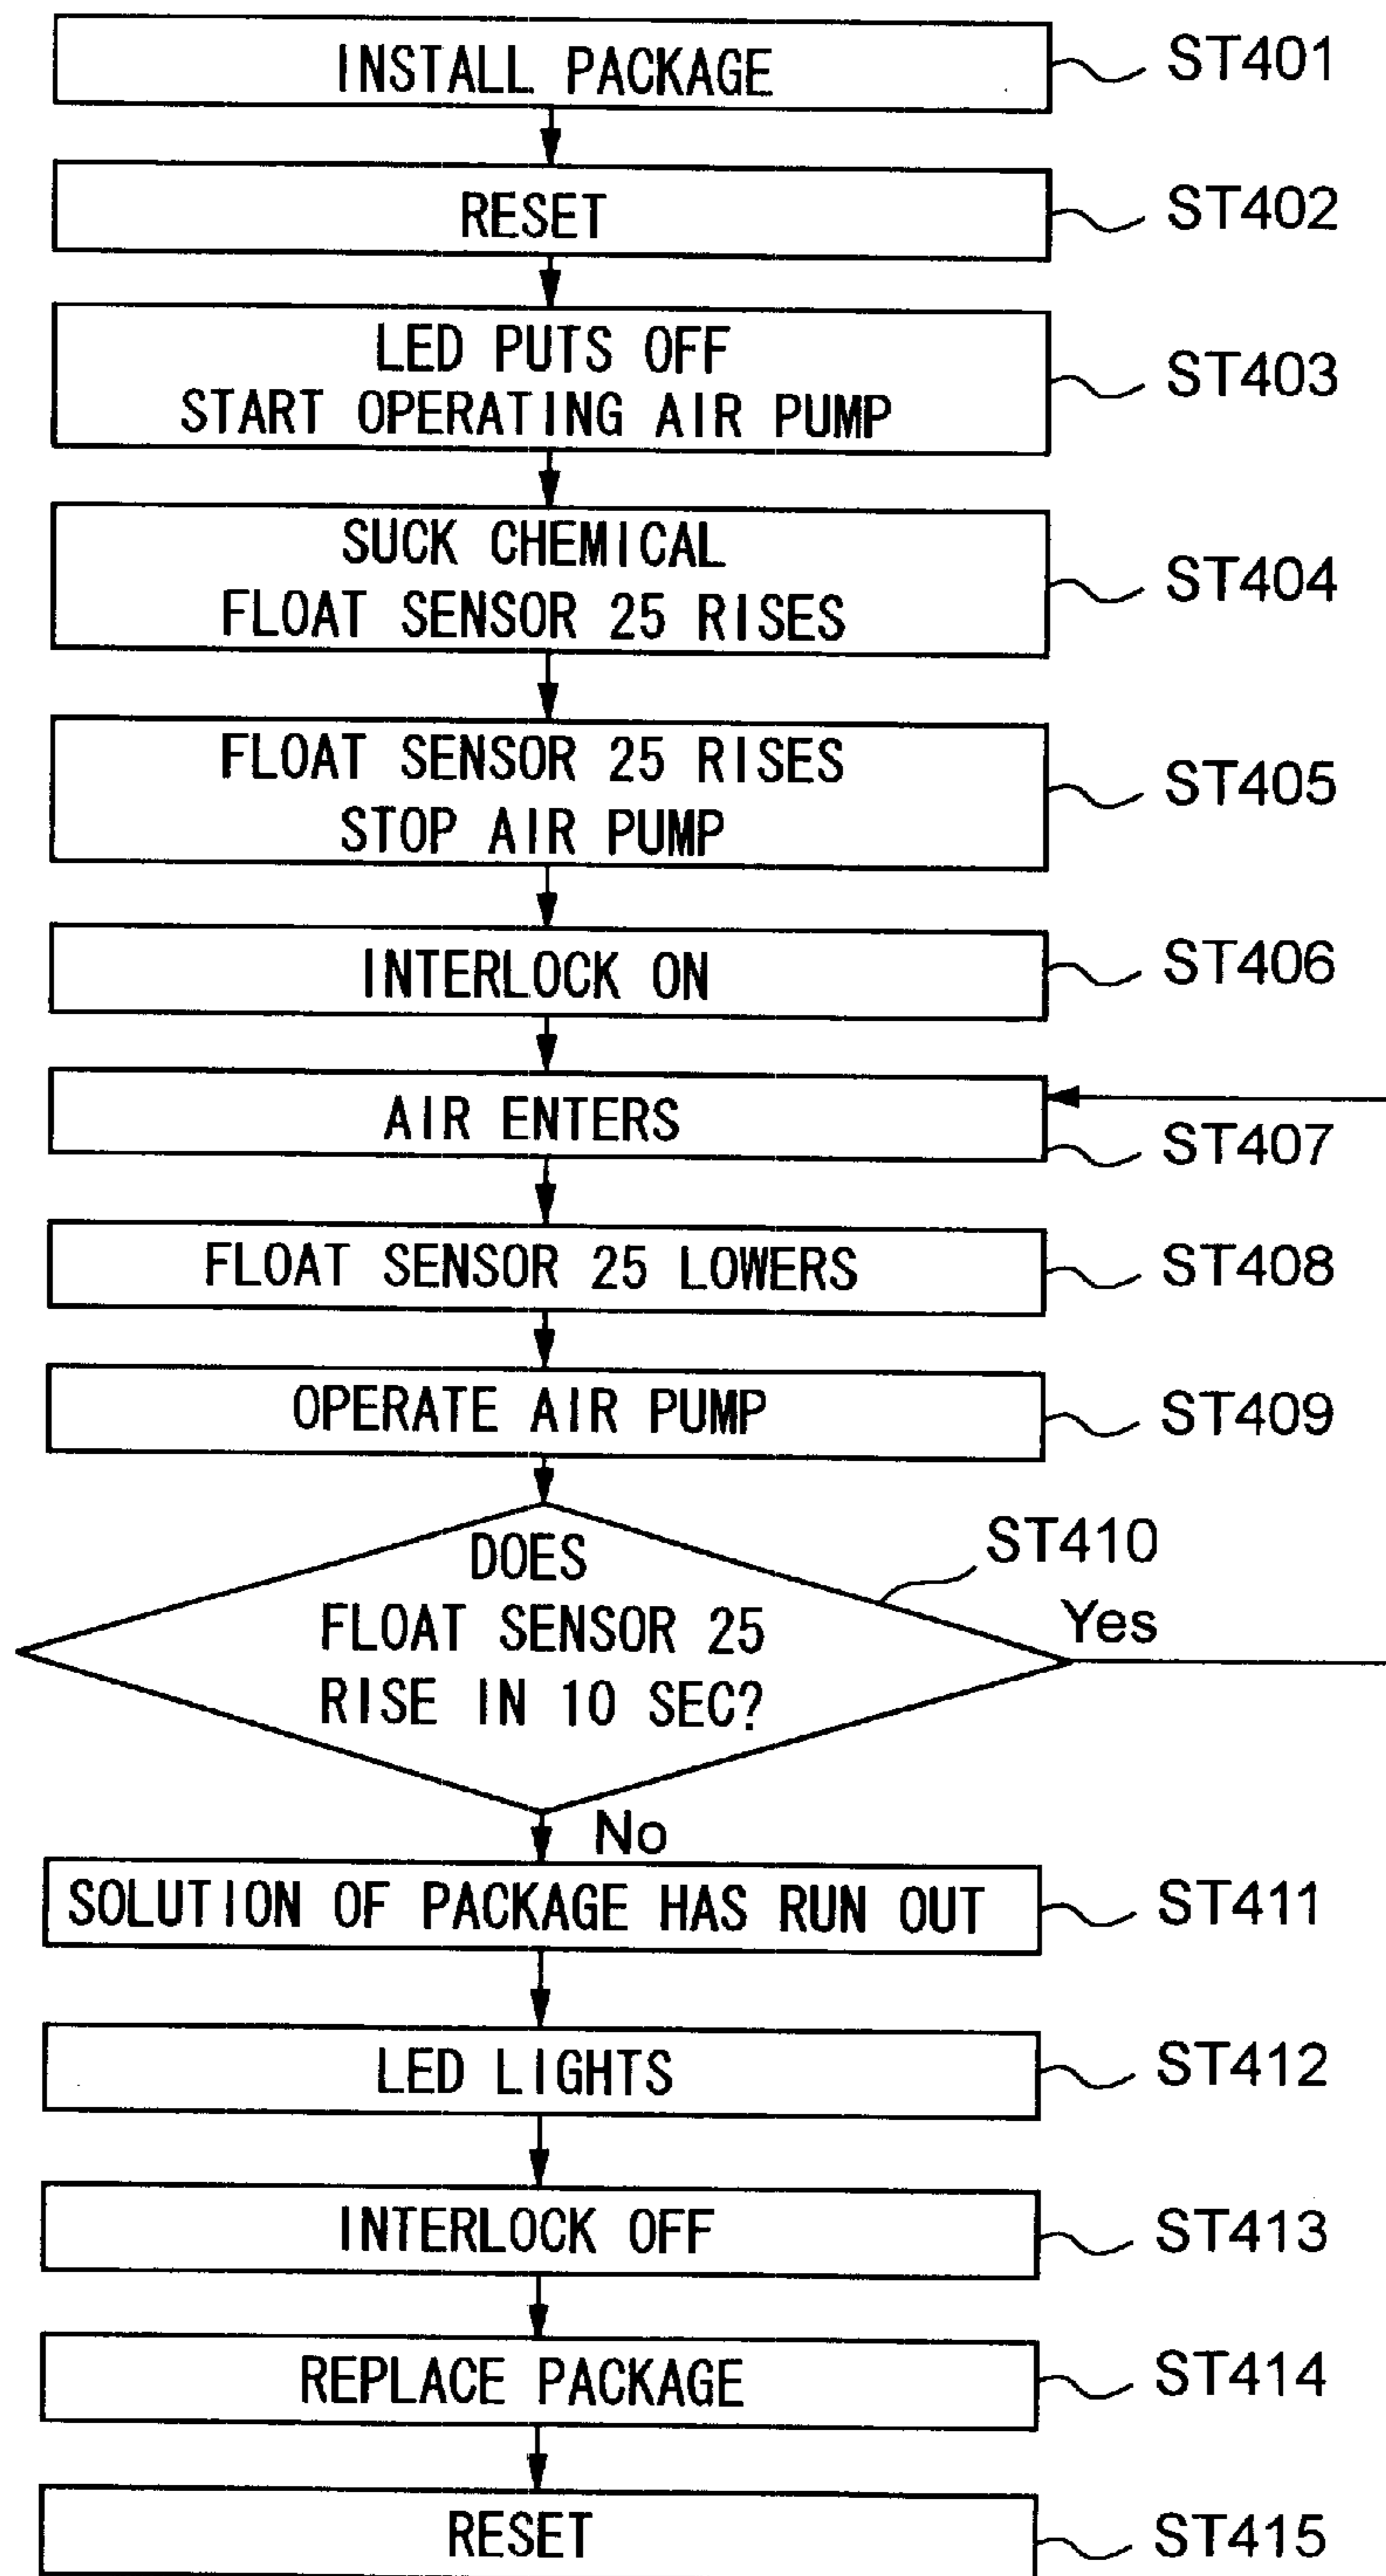 INSTALL PACKAGE
ST401
RESET
ST402
LED PUTS OFF
START OPERATING AIR PUMP
ST403
SUCK CHEMICAL
FLOAT SENSOR 25 RISES
ST404
FLOAT SENSOR 25 RISES
STOP AIR PUMP
ST405
INTERLOCK ON
ST406
AIR ENTERS
ST407
FLOAT SENSOR 25 LOWERS
ST408
OPERATE AIR PUMP
ST409
DOES
FLOAT SENSOR 25
RISE IN 10 SEC?
ST410
Yes
No
SOLUTION OF PACKAGE HAS RUN OUT
ST411
LED LIGHTS
ST412
INTERLOCK OFF
ST413
REPLACE PACKAGE
ST414
RESET
ST415